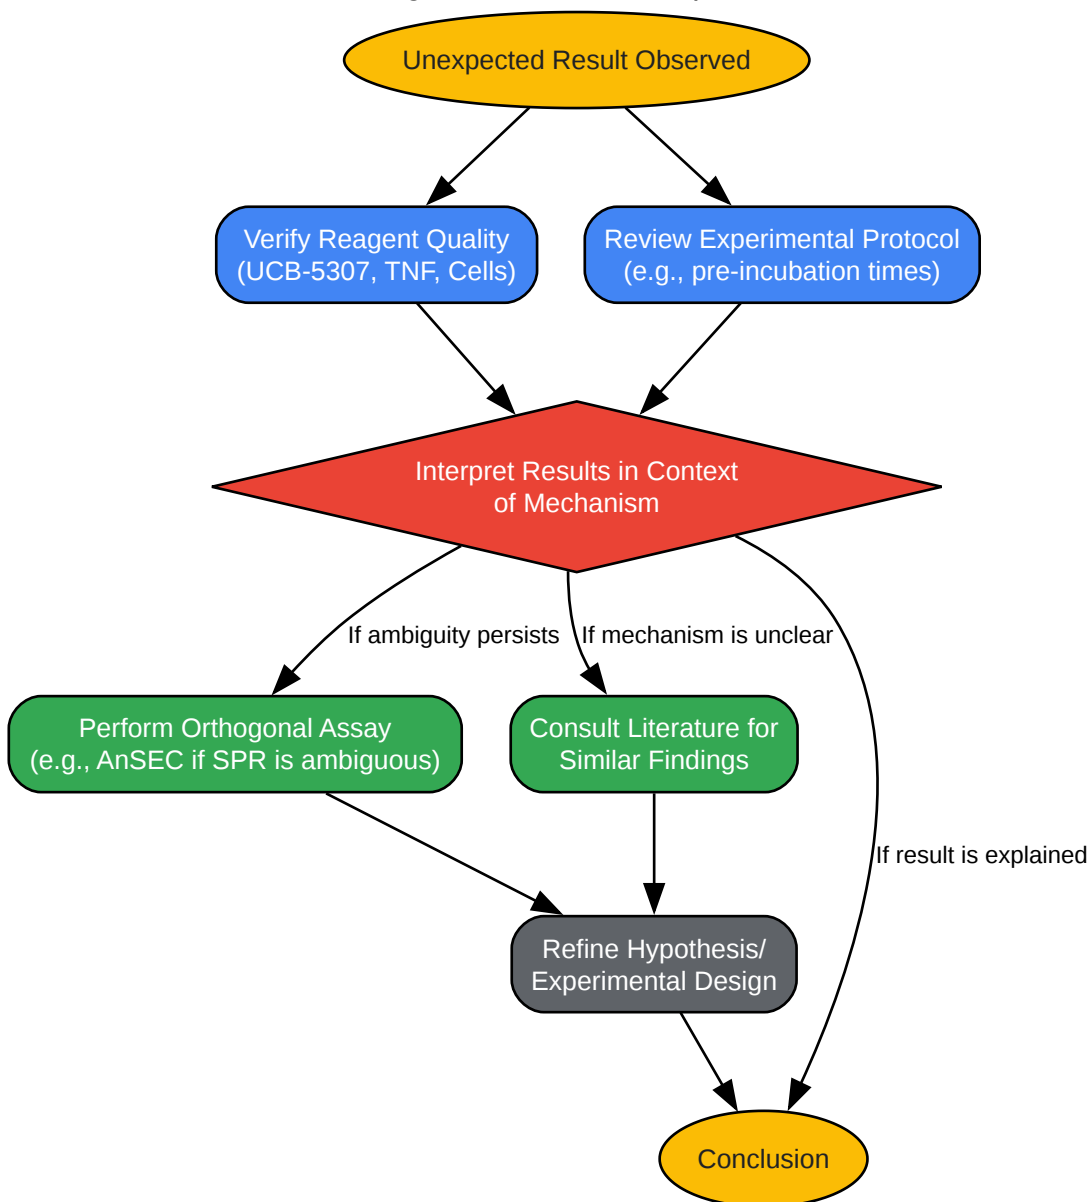 Unexpected Result Observed
Verify Reagent Quality
(UCB-5307, TNF, Cells)
Review Experimental Protocol
(e.g., pre-incubation times)
Interpret Results in Context
of Mechanism
If ambiguity persists
If mechanism is unclear
Perform Orthogonal Assay
(e.g., AnSEC if SPR is ambiguous)
Consult Literature for
Similar Findings
If result is explained
Refine Hypothesis/
Experimental Design
Conclusion